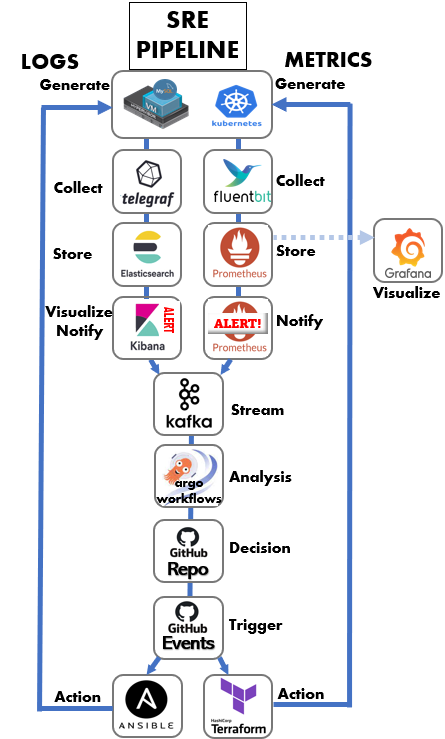 SRE
PIPELINE
LOGS
METRICS
Generate
Generate
MySQL
VM
kubernetes
Collect
telegraf
fluentbit
Collect
Store
Elasticsearch
Prometheus
Store
Grafana
Visualize
Visualize
Notify
ALERT
Kibana
ALERT!
Prometheus
Notify
kafka
Stream
argo
workflows
Analysis
GitHub
Repo
Decision
GitHub
Events
Trigger
Action
ANSIBLE
HashiCorp
Terraform
Action